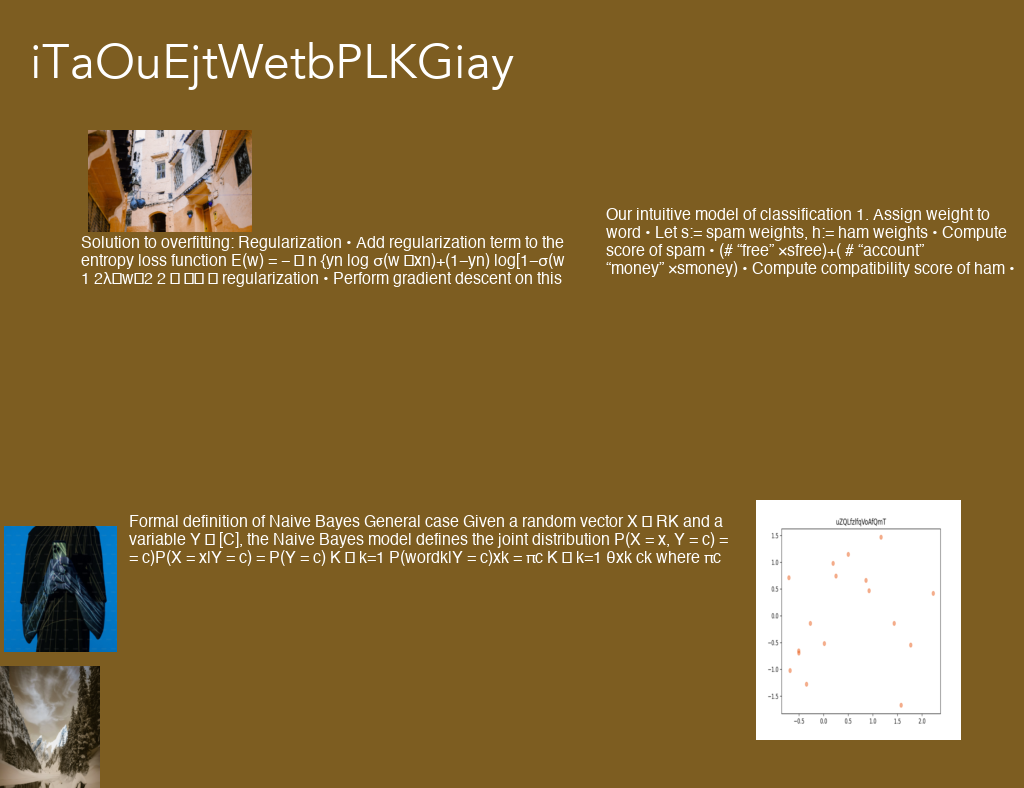 iTaOuEjtWetbPLKGiay
Solution to overfitting: Regularization • Add regularization term to the
entropy loss function E(w) = – □ n {yn log σ(w □xn)+(1–yn) log[1–σ(w
1 2λ□w□2 2 □ □□ □ regularization • Perform gradient descent on this
Our intuitive model of classification 1. Assign weight to
word • Let s:= spam weights, h:= ham weights • Compute
score of spam • (# “free” ×sfree)+( # “account”
“money” ×smoney) • Compute compatibility score of ham •
Formal definition of Naive Bayes General case Given a random vector X □ RK and a
variable Y □ [C], the Naive Bayes model defines the joint distribution P(X = x, Y = c) =
= c)P(X = x|Y = c) = P(Y = c) K □ k=1 P(wordk|Y = c)xk = πc K □ k=1 θxk ck where πc
uZQLfzIfqVoAfQmT
1.5
1.0
0.5
0.0
−0.5
−1.0
−1.5
−0.5 0.0 0.5 1.0 1.5 2.0